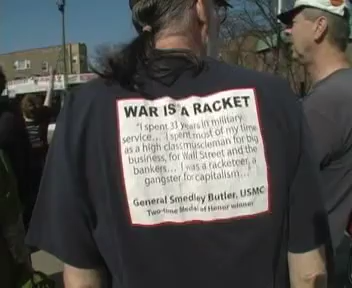 WAR IS A RACKET
"I spent 31 years in military
service... I spent most of my time
as a high class muscleman for big
business, for Wall Street and the
bankers... I was a racketeer, a
gangster for capitalism..."
General Smedley Butler, USMC
Two-time Medal of Honor winner